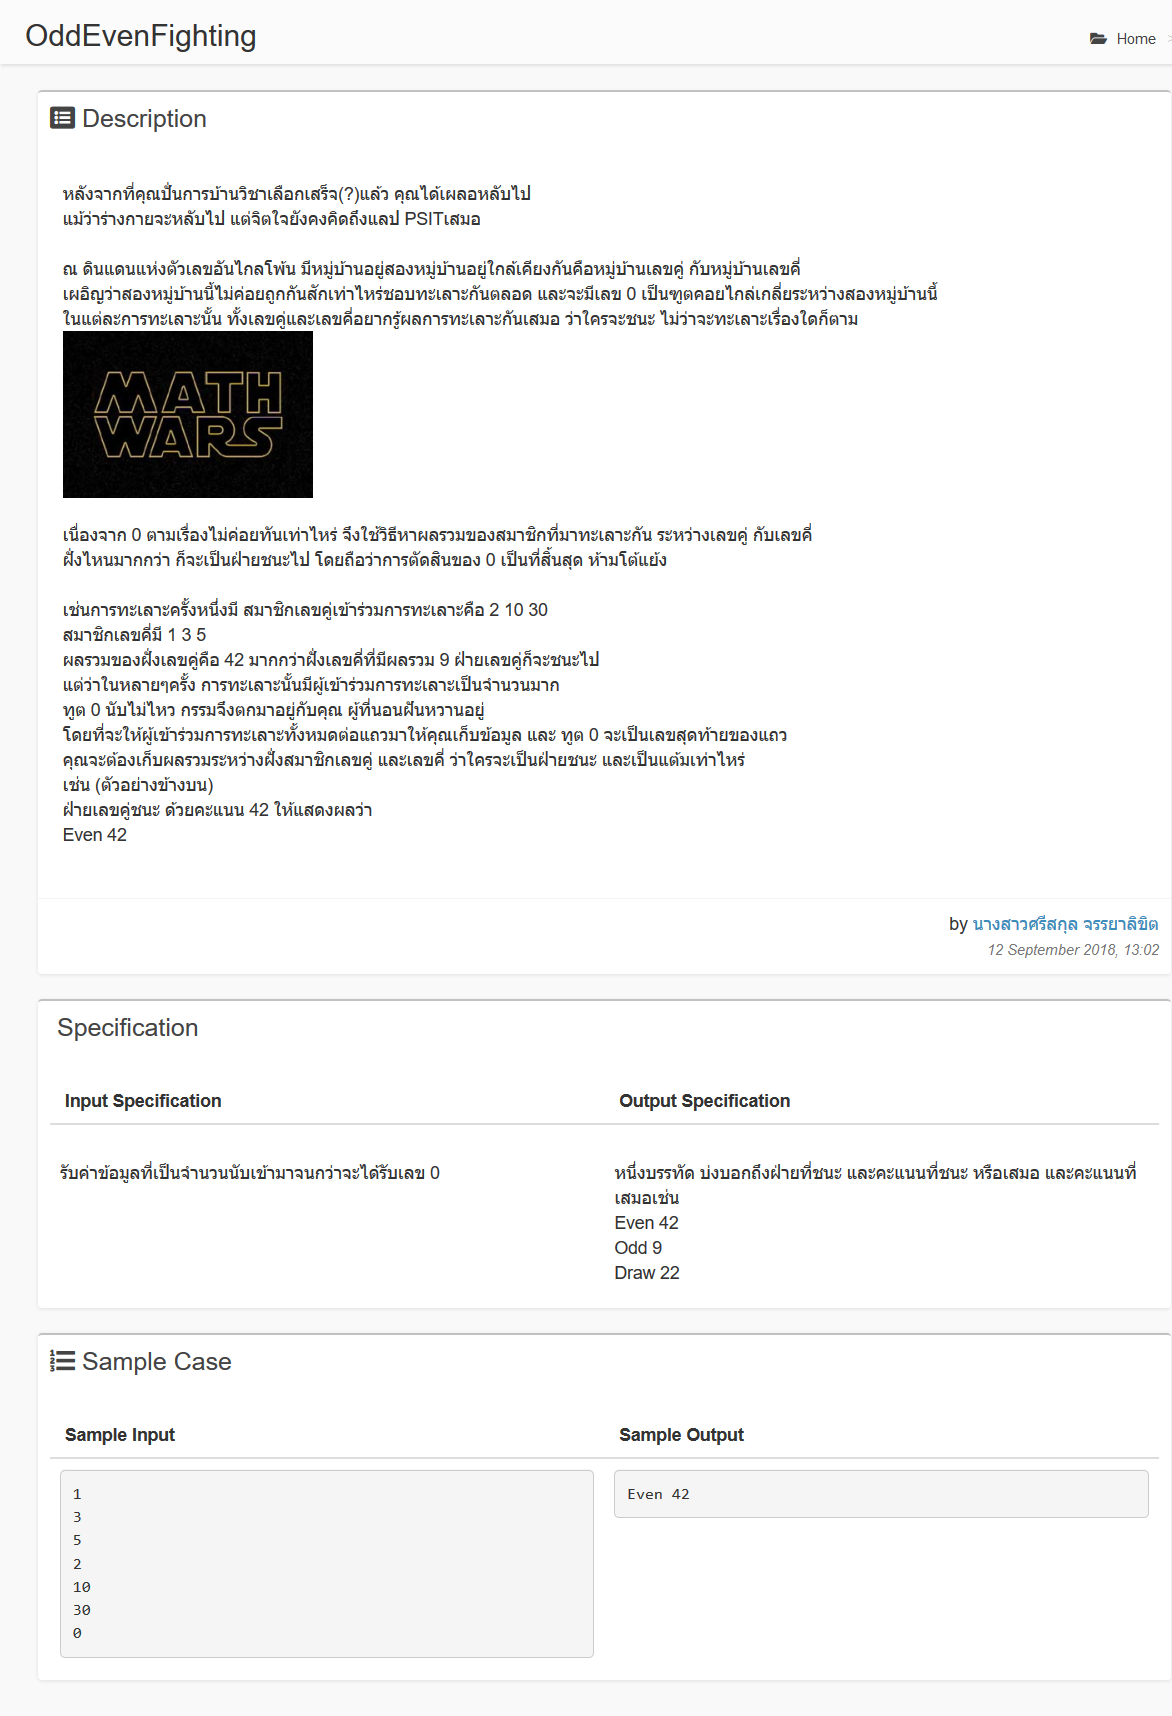 OddEvenFighting
Home >
Description
หลังจากที่คุณปั่นการบ้านวิชาเลือกเสร็จ(?)แล้ว คุณได้เผลอหลับไป
แม้ว่าร่างกายจะหลับไป แต่จิตใจยังคงคิดถึงแลป PSITเสมอ
ณ ดินแดนแห่งตัวเลขอันไกลโพ้น มีหมู่บ้านอยู่สองหมู่บ้านอยู่ใกล้เคียงกันคือหมู่บ้านเลขคู่ กับหมู่บ้านเลขคี่
เผอิญว่าสองหมู่บ้านนี้ไม่ค่อยถูกกันสักเท่าไหร่ชอบทะเลาะกันตลอด และจะมีเลข 0 เป็นฑูตคอยไกล่เกลี่ยระหว่างสองหมู่บ้านนี้
ในแต่ละการทะเลาะนั้น ทั้งเลขคู่และเลขคี่อยากรู้ผลการทะเลาะกันเสมอ ว่าใครจะชนะ ไม่ว่าจะทะเลาะเรื่องใดก็ตาม
MATH
WARS
เนื่องจาก 0 ตามเรื่องไม่ค่อยทันเท่าไหร่ จึงใช้วิธีหาผลรวมของสมาชิกที่มาทะเลาะกัน ระหว่างเลขคู่ กับเลขคี่
ฝั่งไหนมากกว่า ก็จะเป็นฝ่ายชนะไป โดยถือว่าการตัดสินของ 0 เป็นที่สิ้นสุด ห้ามโต้แย้ง
เช่นการทะเลาะครั้งหนึ่งมี สมาชิกเลขคู่เข้าร่วมการทะเลาะคือ 2 10 30
สมาชิกเลขคี่มี 1 3 5
ผลรวมของฝั่งเลขคู่คือ 42 มากกว่าฝั่งเลขคี่ที่มีผลรวม 9 ฝ่ายเลขคู่ก็จะชนะไป
แต่ว่าในหลายๆครั้ง การทะเลาะนั้นมีผู้เข้าร่วมการทะเลาะเป็นจำนวนมาก
ทูต 0 นับไม่ไหว กรรมจึงตกมาอยู่กับคุณ ผู้ที่นอนฝันหวานอยู่
โดยที่จะให้ผู้เข้าร่วมการทะเลาะทั้งหมดต่อแถวมาให้คุณเก็บข้อมูล และ ทูต 0 จะเป็นเลขสุดท้ายของแถว
คุณจะต้องเก็บผลรวมระหว่างฝั่งสมาชิกเลขคู่ และเลขคี่ ว่าใครจะเป็นฝ่ายชนะ และเป็นแต้มเท่าไหร่
เช่น (ตัวอย่างข้างบน)
ฝ่ายเลขคู่ชนะ ด้วยคะแนน 42 ให้แสดงผลว่า
Even 42
by นางสาวศรีสกุล จรรยาลิขิต
12 September 2018, 13:02
Specification
Input Specification
Output Specification
รับค่าข้อมูลที่เป็นจำนวนนับเข้ามาจนกว่าจะได้รับเลข 0
หนึ่งบรรทัด บ่งบอกถึงฝ่ายที่ชนะ และคะแนนที่ชนะ หรือเสมอ และคะแนนที่
เสมอเช่น
Even 42
Odd 9
Draw 22
Sample Case
Sample Input
Sample Output
1
3
5
2
10
30
0
Even 42